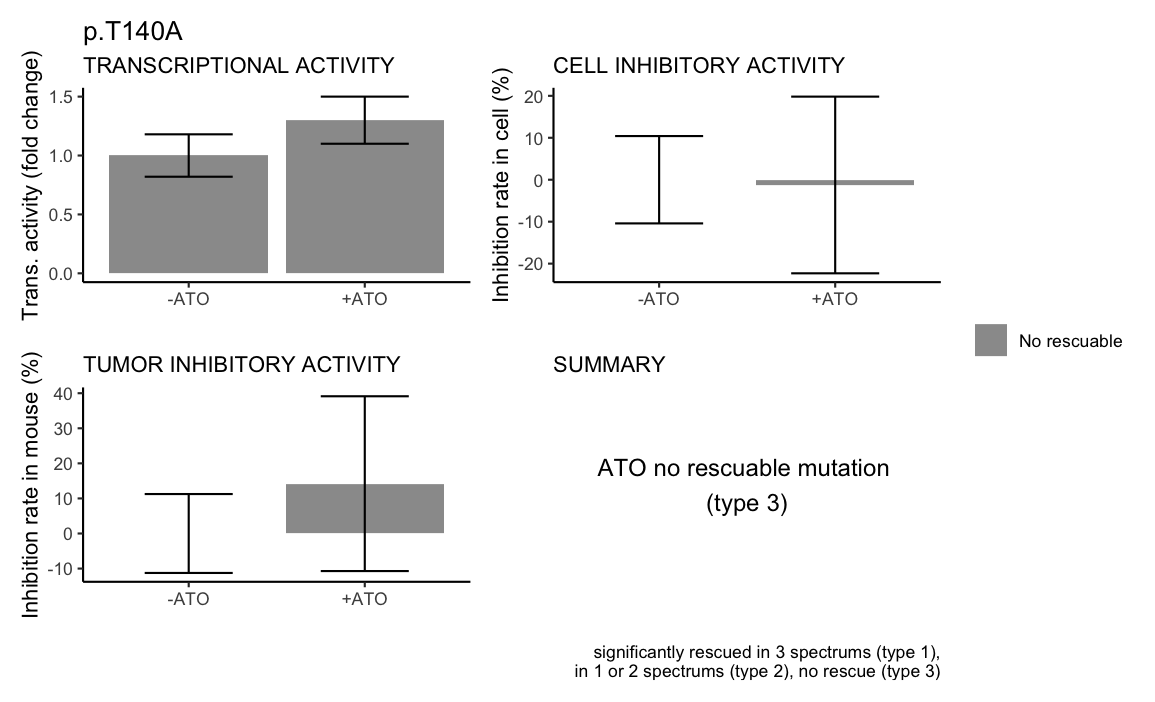 p.T140A
TRANSCRIPTIONAL ACTIVITY
Trans. activity (fold change)
1.5
1.0
0.5
0.0
-ATO
+ATO
CELL INHIBITORY ACTIVITY
Inhibition rate in cell (%)
20
10
0
-10
-20
-ATO
+ATO
No rescuable
TUMOR INHIBITORY ACTIVITY
Inhibition rate in mouse (%)
40
30
20
10
0
-10
-ATO
+ATO
SUMMARY
ATO no rescuable mutation
(type 3)
significantly rescued in 3 spectrums (type 1),
in 1 or 2 spectrums (type 2), no rescue (type 3)